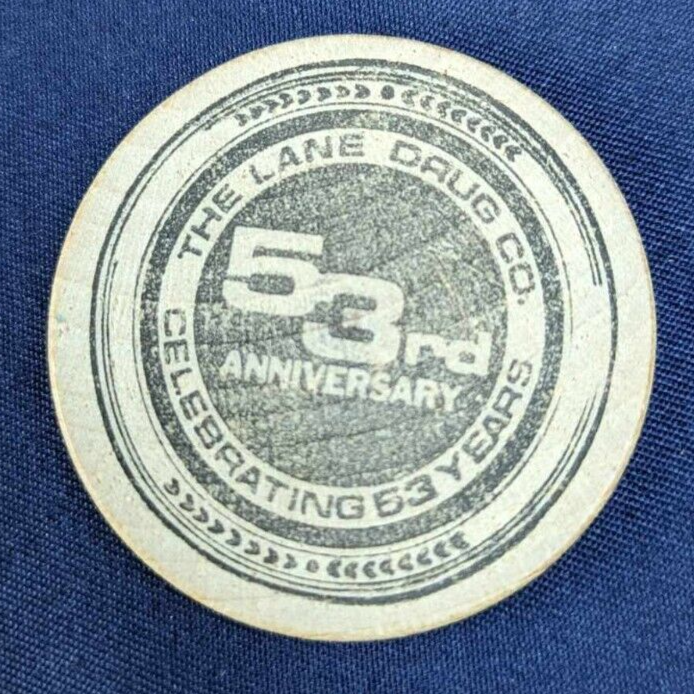 THE LANE DRUG CO.
53rd
ANNIVERSARY
CELEBRATING 53 YEARS